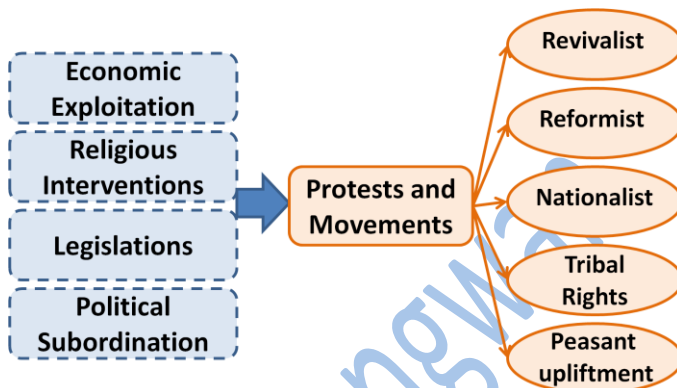 Economic
Exploitation
Religious
Interventions
Legislations
Political
Subordination
Protests and
Movements
Revivalist
Reformist
Nationalist
Tribal
Rights
Peasant
upliftment